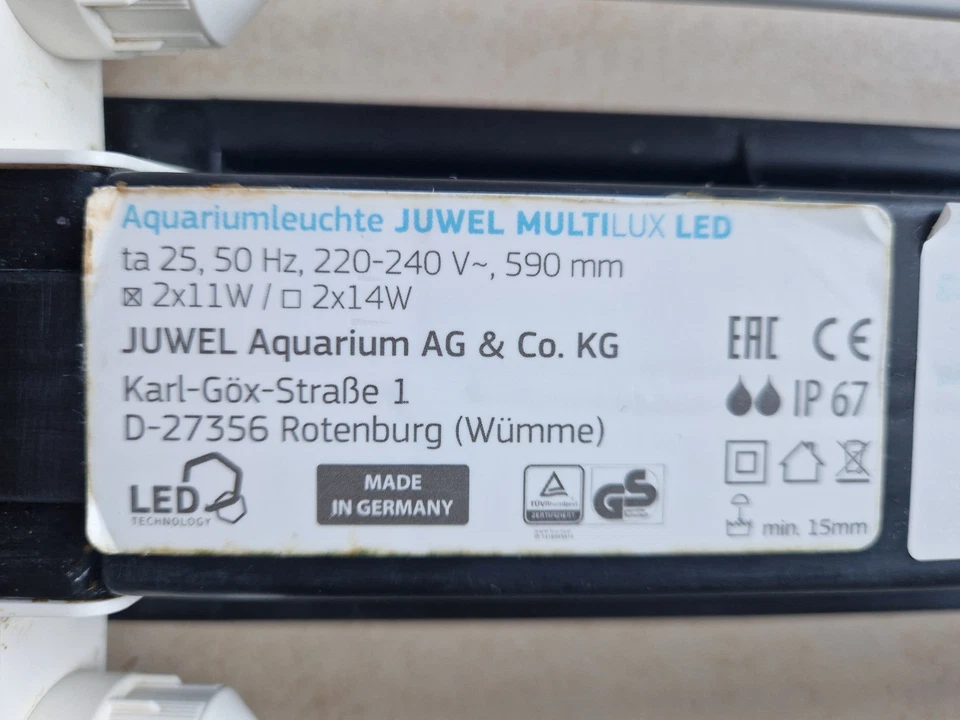 Aquariumleuchte JUWEL MULTILUX LED
ta 25, 50 Hz, 220-240 V~, 590 mm
☒ 2x11W / ☐ 2x14W
JUWEL Aquarium AG & Co. KG
Karl-Göx-Straße 1
D-27356 Rotenburg (Wümme)
EAC CE
IP 67
LED
TECHNOLOGY
MADE
IN GERMANY
TÜVRheinland
ZERTIFIZIERT
GS
min. 15mm